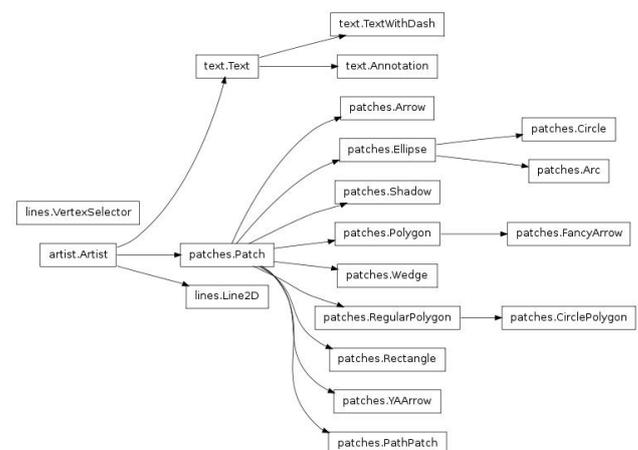 text.TextWithDash
text.Text
text.Annotation
patches.Arrow
patches.Circle
patches.Ellipse
patches.Arc
patches.Shadow
lines.VertexSelector
patches.Polygon
patches.FancyArrow
artist.Artist
patches.Patch
patches.Wedge
lines.Line2D
patches.RegularPolygon
patches.CirclePolygon
patches.Rectangle
patches.YAArrow
patches.PathPatch